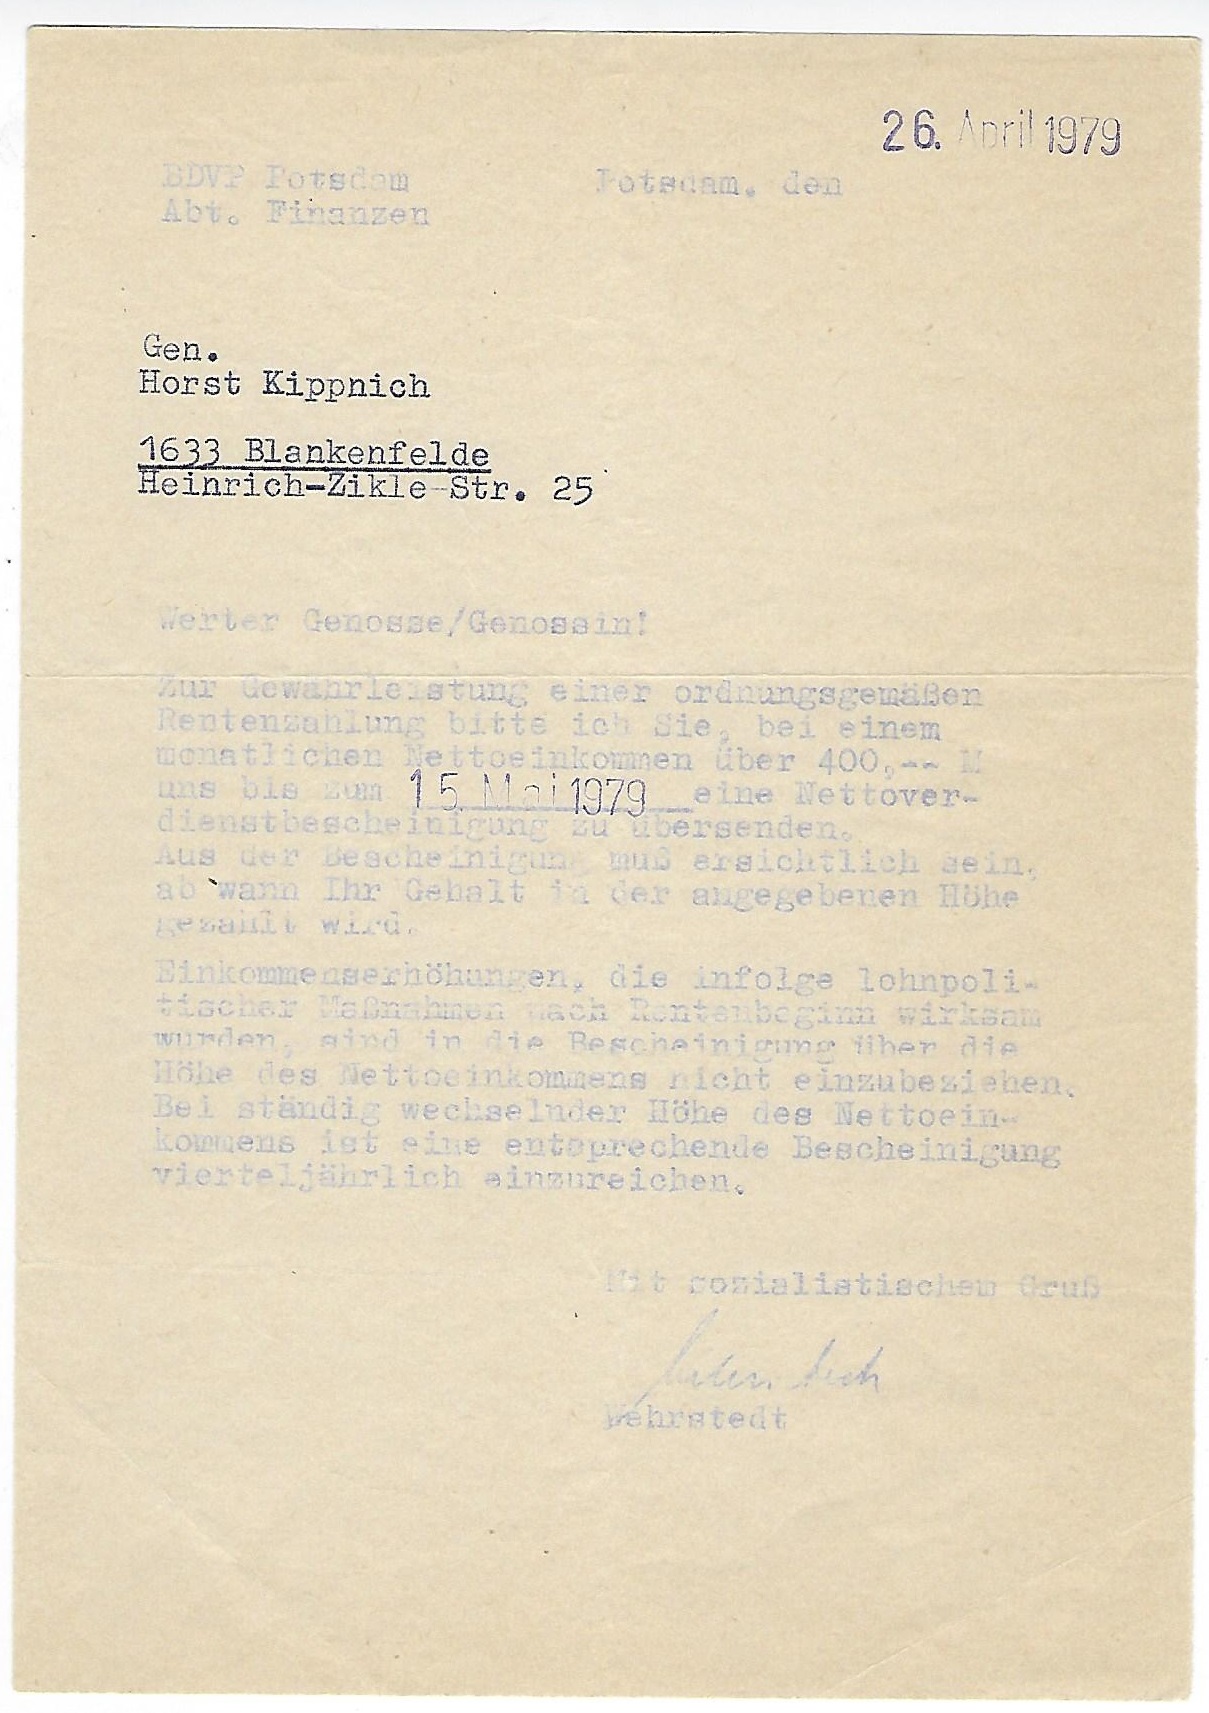 26. April 1979
BDVP Potsdam Potsdam, den
Abt. Finanzen
Gen.
Horst Kippnich
1633 Blankenfelde
Heinrich-Zikle-Str. 25
Werter Genosse/Genossin!
Zur Gewährleistung einer ordnungsgemäßen
Rentenzahlung bitte ich Sie, bei einem
monatlichen Nettoeinkommen über 400,-- M
uns bis zum 15. Mai 1979 eine Nettover-
dienstbescheinigung zu übersenden.
Aus der Bescheinigung muß ersichtlich sein,
ab wann Ihr Gehalt in der angegebenen Höhe
gezahlt wird.
Einkommenserhöhungen, die infolge lohnpoli-
tischer Maßnahmen nach Rentenbeginn wirksam
wurden, sind in die Bescheinigung über die
Höhe des Nettoeinkommens nicht einzubeziehen.
Bei ständig wechselnder Höhe des Nettoein-
kommens ist eine entsprechende Bescheinigung
vierteljährlich einzureichen.
Mit sozialistischem Gruß
Wehrstedt